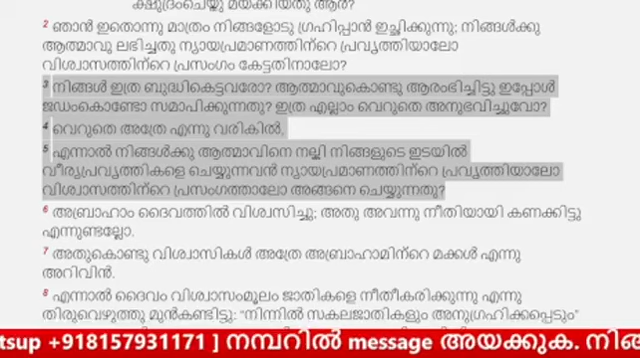 ക്ഷുദ്രംചെയ്തു മയക്കിയതു ആർ?
2 ഞാൻ ഇതൊന്നു മാത്രം നിങ്ങളോടു ഗ്രഹിപ്പാൻ ഇച്ഛിക്കുന്നു; നിങ്ങൾക്കു
ആത്മാവു ലഭിച്ചതു ന്യായപ്രമാണത്തിന്റെ പ്രവൃത്തിയാലോ
വിശ്വാസത്തിന്റെ പ്രസംഗം കേട്ടതിനാലോ?
3 നിങ്ങൾ ഇത്ര ബുദ്ധികെട്ടവരോ? ആത്മാവുകൊണ്ടു ആരംഭിച്ചിട്ടു ഇപ്പോൾ
ജഡംകൊണ്ടോ സമാപിക്കുന്നതു? ഇത്ര എല്ലാം വെറുതെ അനുഭവിച്ചുവോ?
4 വെറുതെ അത്രേ എന്നു വരികിൽ.
5 എന്നാൽ നിങ്ങൾക്കു ആത്മാവിനെ നല്കി നിങ്ങളുടെ ഇടയിൽ
വീര്യപ്രവൃത്തികളെ ചെയ്യുന്നവൻ ന്യായപ്രമാണത്തിന്റെ പ്രവൃത്തിയാലോ
വിശ്വാസത്തിന്റെ പ്രസംഗത്താലോ അങ്ങനെ ചെയ്യുന്നതു?
6 അബ്രാഹാം ദൈവത്തിൽ വിശ്വസിച്ചു; അതു അവന്നു നീതിയായി കണക്കിട്ടു
എന്നുണ്ടല്ലോ.
7 അതുകൊണ്ടു വിശ്വാസികൾ അത്രേ അബ്രാഹാമിന്റെ മക്കൾ എന്നു
അറിവിൻ.
8 എന്നാൽ ദൈവം വിശ്വാസംമൂലം ജാതികളെ നീതീകരിക്കുന്നു എന്നു
തിരുവെഴുത്തു മുൻകണ്ടിട്ടു: "നിന്നിൽ സകലജാതികളും അനുഗ്രഹിക്കപ്പെടും"
tsup +918157931171 ] നമ്പറിൽ message അയക്കുക. നിങ